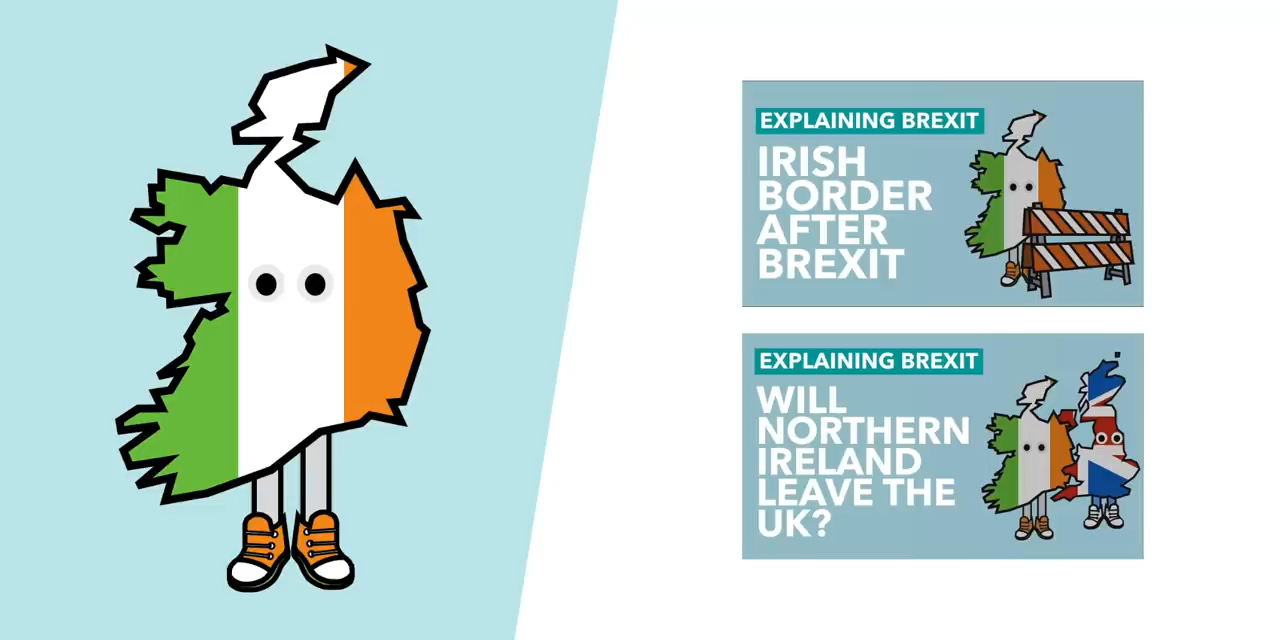 EXPLAINING BREXIT
IRISH
BORDER
AFTER
BREXIT
EXPLAINING BREXIT
WILL
NORTHERN
IRELAND
LEAVE THE
UK?